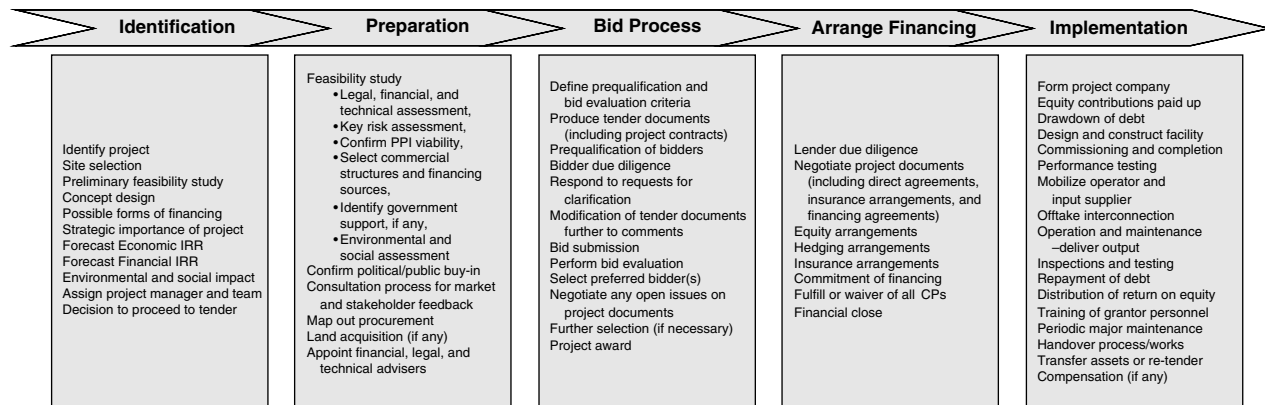 Identification
Preparation
Bid Process
Arrange Financing
Implementation
Identify project
Site selection
Preliminary feasibility study
Concept design
Possible forms of financing
Strategic importance of project
Forecast Economic IRR
Forecast Financial IRR
Environmental and social impact
Assign project manager and team
Decision to proceed to tender
Feasibility study
•Legal, financial, and
technical assessment,
•Key risk assessment,
•Confirm PPI viability,
•Select commercial
structures and financing
sources,
•Identify government
support, if any,
•Environmental and
social assessment
Confirm political/public buy-in
Consultation process for market
and stakeholder feedback
Map out procurement
Land acquisition (if any)
Appoint financial, legal, and
technical advisers
Define prequalification and
bid evaluation criteria
Produce tender documents
(including project contracts)
Prequalification of bidders
Bidder due diligence
Respond to requests for
clarification
Modification of tender documents
further to comments
Bid submission
Perform bid evaluation
Select preferred bidder(s)
Negotiate any open issues on
project documents
Further selection (if necessary)
Project award
Lender due diligence
Negotiate project documents
(including direct agreements,
insurance arrangements, and
financing agreements)
Equity arrangements
Hedging arrangements
Insurance arrangements
Commitment of financing
Fulfill or waiver of all CPs
Financial close
Form project company
Equity contributions paid up
Drawdown of debt
Design and construct facility
Commissioning and completion
Performance testing
Mobilize operator and
input supplier
Offtake interconnection
Operation and maintenance
–deliver output
Inspections and testing
Repayment of debt
Distribution of return on equity
Training of grantor personnel
Periodic major maintenance
Handover process/works
Transfer assets or re-tender
Compensation (if any)